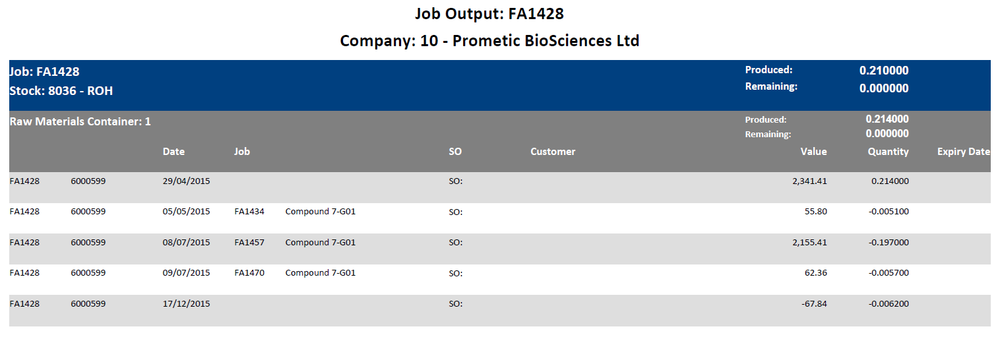 Job Output: FA1428
Company: 10 - Prometic BioSciences Ltd
Job: FA1428 Produced: 0.210000
Stock: 8036 - ROH Remaining: 0.000000
Raw Materials Container: 1 Produced: 0.214000
Remaining: 0.000000
Date Job SO Customer Value Quantity Expiry Date
FA1428 6000599 29/04/2015 SO: 2,341.41 0.214000
FA1428 6000599 05/05/2015 FA1434 Compound 7-G01 SO: 55.80 -0.005100
FA1428 6000599 08/07/2015 FA1457 Compound 7-G01 SO: 2,155.41 -0.197000
FA1428 6000599 09/07/2015 FA1470 Compound 7-G01 SO: 62.36 -0.005700
FA1428 6000599 17/12/2015 SO: -67.84 -0.006200